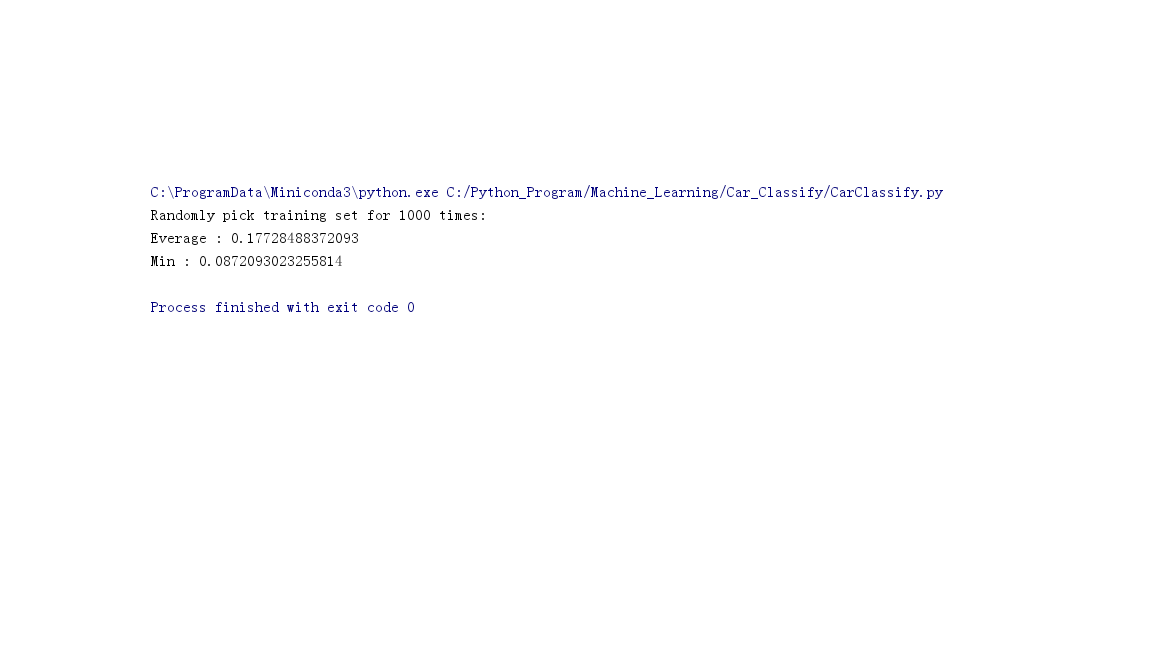 C:\ProgramData\Miniconda3\python.exe C:/Python_Program/Machine_Learning/Car_Classify/CarClassify.py
Randomly pick training set for 1000 times:
Everage : 0.17728488372093
Min : 0.0872093023255814
Process finished with exit code 0